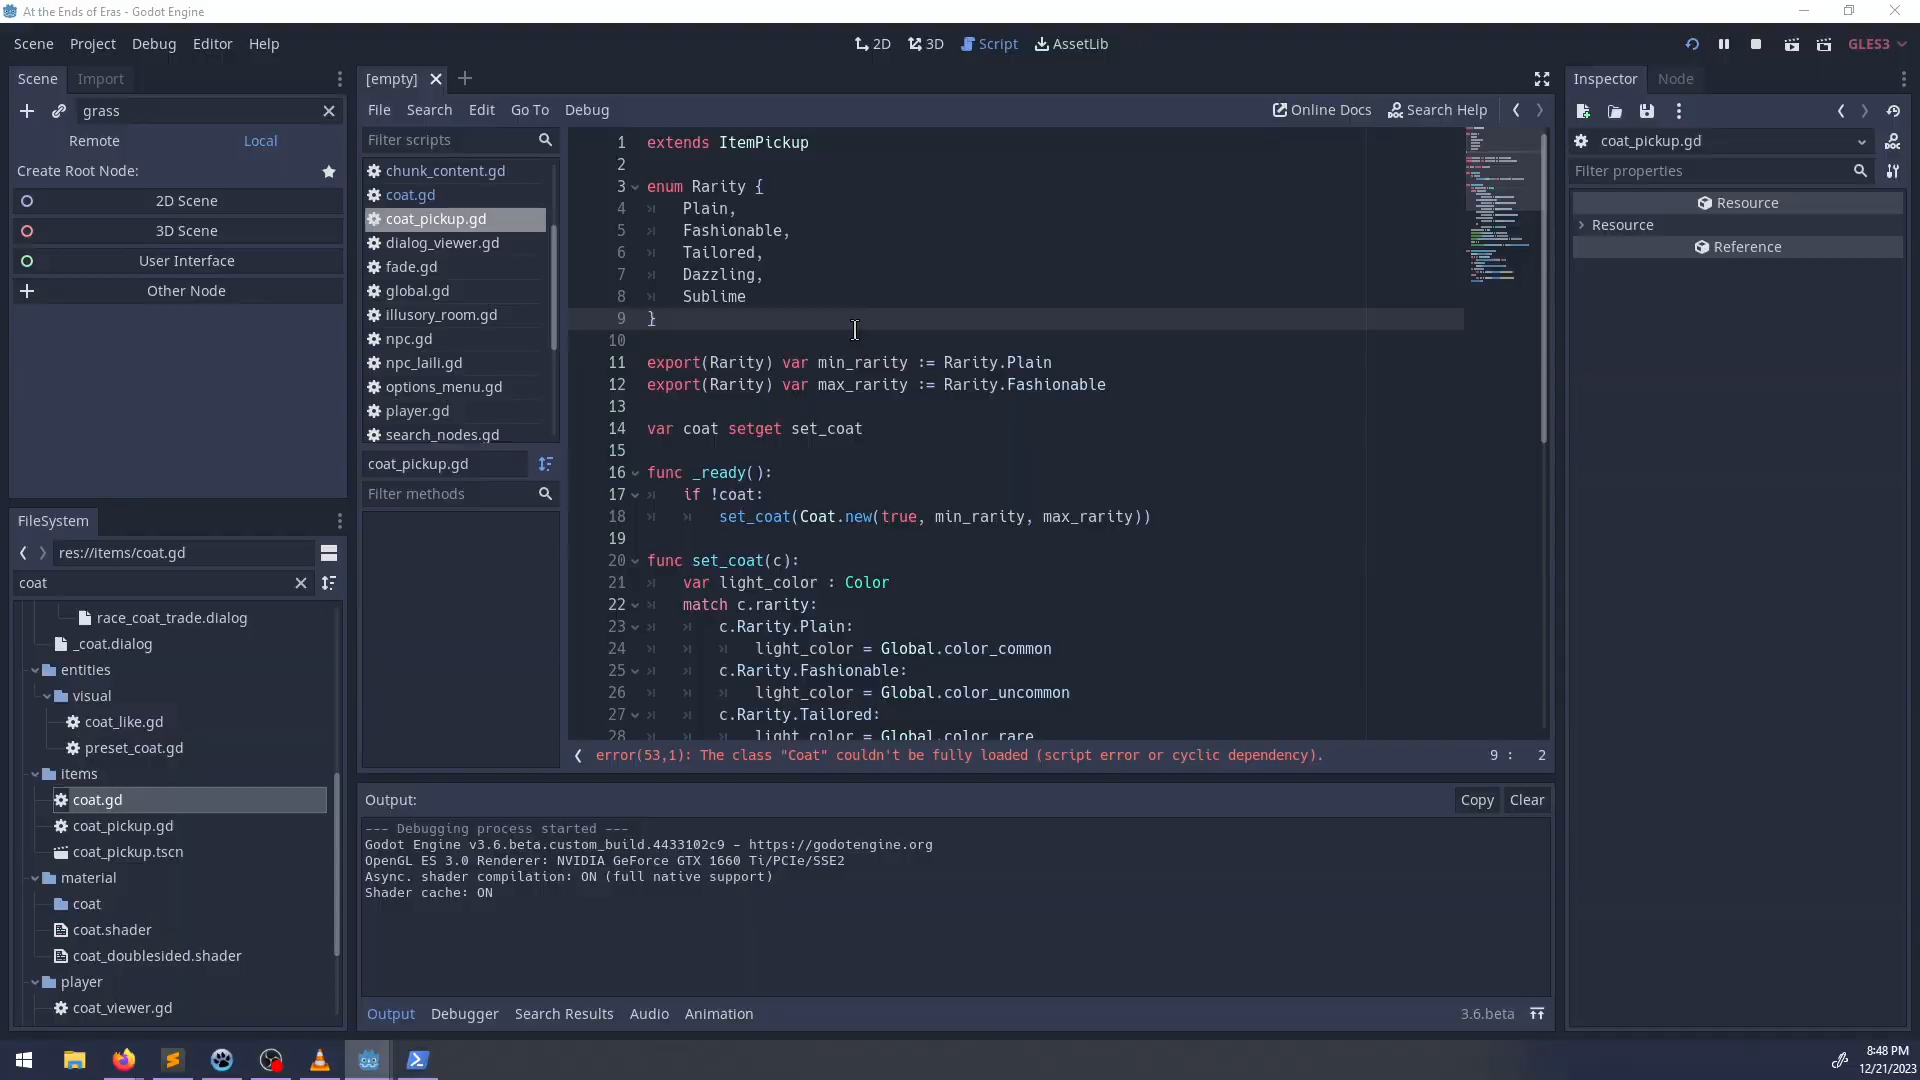 At the Ends of Eras - Godot Engine
Scene Project Debug Editor Help
2D 3D Script AssetLib
GLES3
Scene Import
grass
Remote Local
Create Root Node:
2D Scene
3D Scene
User Interface
Other Node
FileSystem
res://items/coat.gd
coat
race_coat_trade.dialog
_coat.dialog
entities
visual
coat_like.gd
preset_coat.gd
items
coat.gd
coat_pickup.gd
coat_pickup.tscn
material
coat
coat.shader
coat_doublesided.shader
player
coat_viewer.gd
[empty]
File Search Edit Go To Debug
Online Docs Search Help
Filter scripts
chunk_content.gd
coat.gd
coat_pickup.gd
dialog_viewer.gd
fade.gd
global.gd
illusory_room.gd
npc.gd
npc_laili.gd
options_menu.gd
player.gd
search_nodes.gd
coat_pickup.gd
Filter methods
1 extends ItemPickup
2
3 enum Rarity {
4 Plain,
5 Fashionable,
6 Tailored,
7 Dazzling,
8 Sublime
9 }
10
11 export(Rarity) var min_rarity := Rarity.Plain
12 export(Rarity) var max_rarity := Rarity.Fashionable
13
14 var coat setget set_coat
15
16 func _ready():
17 if !coat:
18 set_coat(Coat.new(true, min_rarity, max_rarity))
19
20 func set_coat(c):
21 var light_color : Color
22 match c.rarity:
23 c.Rarity.Plain:
24 light_color = Global.color_common
25 c.Rarity.Fashionable:
26 light_color = Global.color_uncommon
27 c.Rarity.Tailored:
28 light_color = Global.color_rare
error(53,1): The class "Coat" couldn't be fully loaded (script error or cyclic dependency).
9 : 2
Output:
Copy Clear
--- Debugging process started ---
Godot Engine v3.6.beta.custom_build.4433102c9 - https://godotengine.org
OpenGL ES 3.0 Renderer: NVIDIA GeForce GTX 1660 Ti/PCIe/SSE2
Async. shader compilation: ON (full native support)
Shader cache: ON
Output Debugger Search Results Audio Animation
3.6.beta
Inspector Node
coat_pickup.gd
Filter properties
Resource
Resource
Reference
8:48 PM
12/21/2023